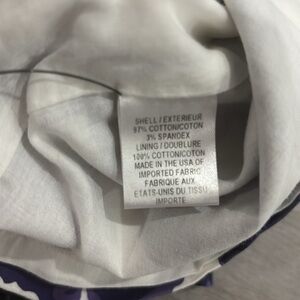 SHELL / EXTERIEUR
97% COTTON/COTON
3% SPANDEX
LINING / DOUBLURE
100% COTTON/COTON
MADE IN THE USA OF
IMPORTED FABRIC
FABRIQUE AUX
ETATS-UNIS DU TISSU
IMPORTE